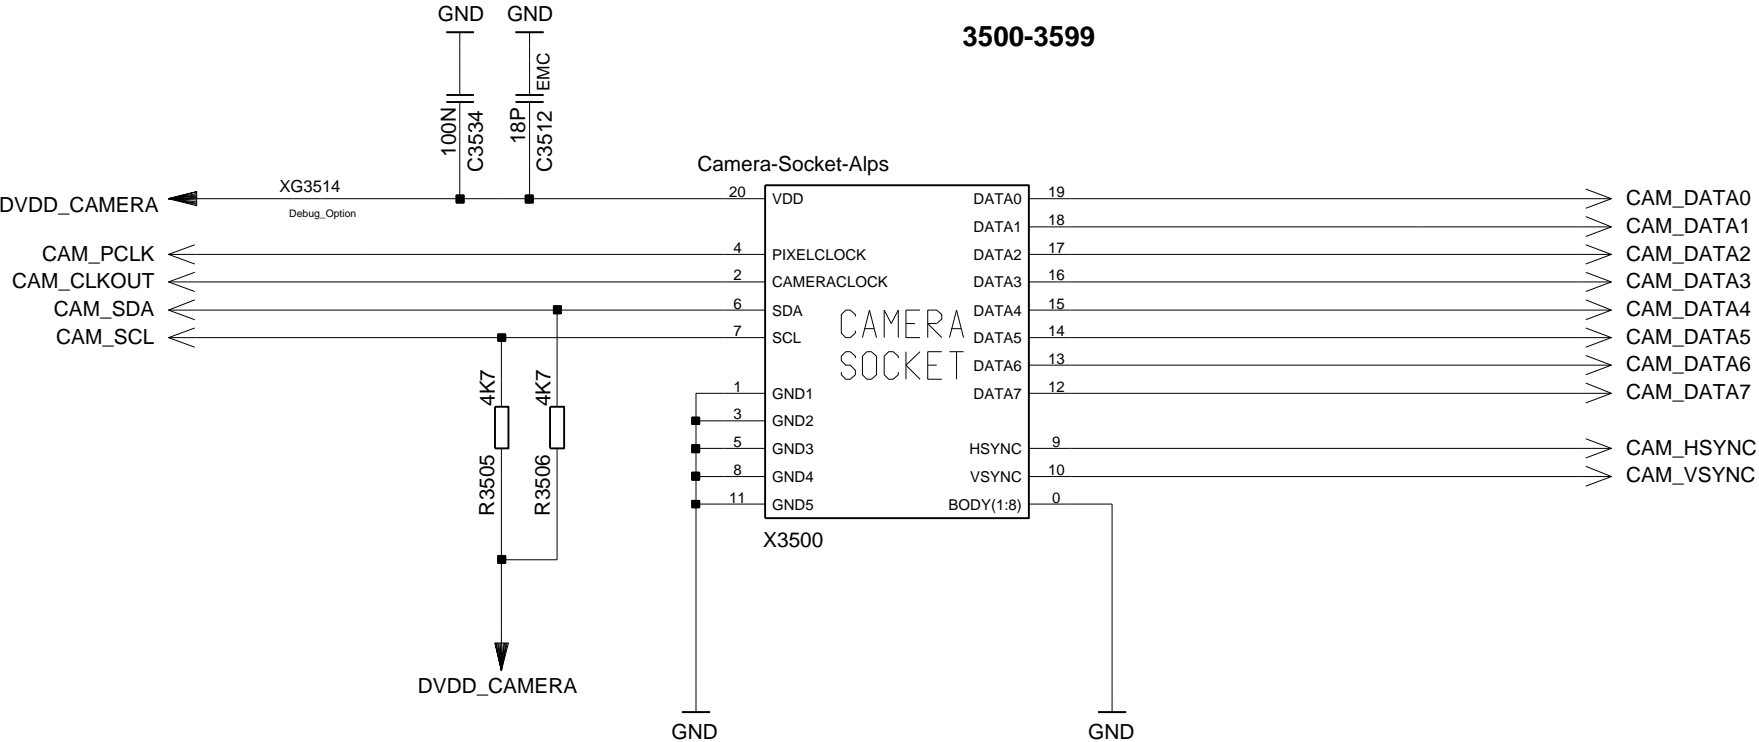 GND
GND
3500-3599
100N
C3534
18P
C3512
EMC
Camera-Socket-Alps
DVDD_CAMERA
XG3514
Debug_Option
CAM_PCLK
CAM_CLKOUT
CAM_SDA
CAM_SCL
20
4
2
6
7
1
3
5
8
11
VDD
PIXELCLOCK
CAMERACLOCK
SDA
SCL
GND1
GND2
GND3
GND4
GND5
CAMERA
SOCKET
DATA0
DATA1
DATA2
DATA3
DATA4
DATA5
DATA6
DATA7
HSYNC
VSYNC
BODY(1:8)
19
18
17
16
15
14
13
12
9
10
0
CAM_DATA0
CAM_DATA1
CAM_DATA2
CAM_DATA3
CAM_DATA4
CAM_DATA5
CAM_DATA6
CAM_DATA7
CAM_HSYNC
CAM_VSYNC
4K7
R3505
4K7
R3506
X3500
DVDD_CAMERA
GND
GND